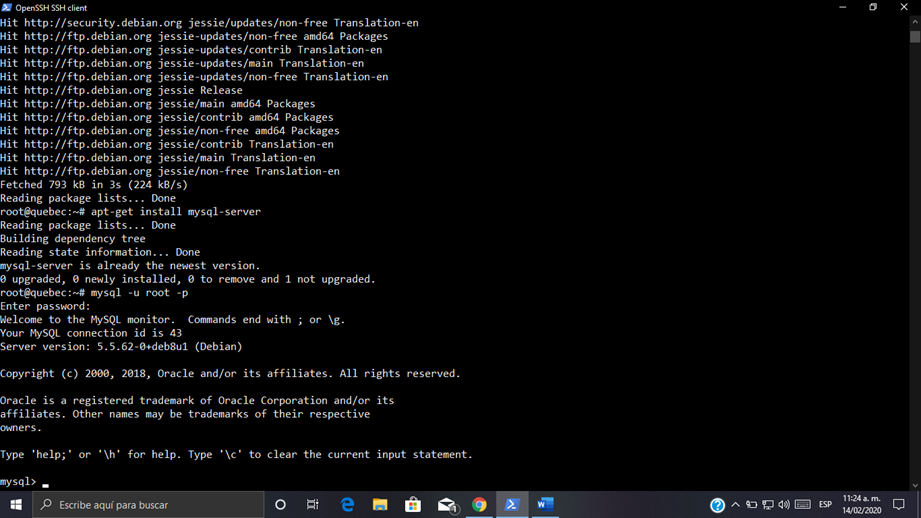 OpenSSH SSH client
Hit http://security.debian.org jessie/updates/non-free Translation-en
Hit http://ftp.debian.org jessie-updates/non-free amd64 Packages
Hit http://ftp.debian.org jessie-updates/contrib Translation-en
Hit http://ftp.debian.org jessie-updates/main Translation-en
Hit http://ftp.debian.org jessie-updates/non-free Translation-en
Hit http://ftp.debian.org jessie Release
Hit http://ftp.debian.org jessie/main amd64 Packages
Hit http://ftp.debian.org jessie/contrib amd64 Packages
Hit http://ftp.debian.org jessie/non-free amd64 Packages
Hit http://ftp.debian.org jessie/contrib Translation-en
Hit http://ftp.debian.org jessie/main Translation-en
Hit http://ftp.debian.org jessie/non-free Translation-en
Fetched 793 kB in 3s (224 kB/s)
Reading package lists... Done
root@quebec:~# apt-get install mysql-server
Reading package lists... Done
Building dependency tree
Reading state information... Done
mysql-server is already the newest version.
0 upgraded, 0 newly installed, 0 to remove and 1 not upgraded.
root@quebec:~# mysql -u root -p
Enter password:
Welcome to the MySQL monitor.  Commands end with ; or \g.
Your MySQL connection id is 43
Server version: 5.5.62-0+deb8u1 (Debian)
Copyright (c) 2000, 2018, Oracle and/or its affiliates. All rights reserved.
Oracle is a registered trademark of Oracle Corporation and/or its
affiliates. Other names may be trademarks of their respective
owners.
Type 'help;' or '\h' for help. Type '\c' to clear the current input statement.
mysql> _
Escribe aquí para buscar
1
ESP
11:24 a. m.
14/02/2020